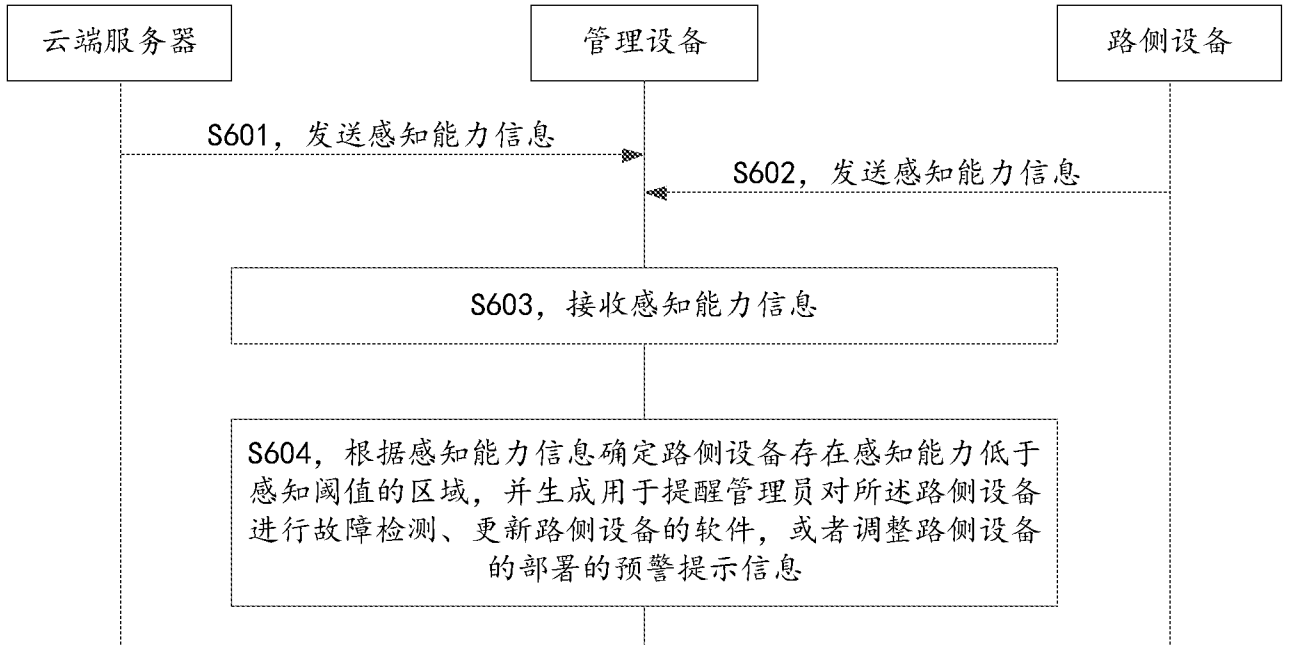 云端服务器
管理设备
路侧设备
S601，发送感知能力信息
S602，发送感知能力信息
S603，接收感知能力信息
S604，根据感知能力信息确定路侧设备存在感知能力低于
感知阈值的区域，并生成用于提醒管理员对所述路侧设备
进行故障检测、更新路侧设备的软件，或者调整路侧设备
的部署的预警提示信息